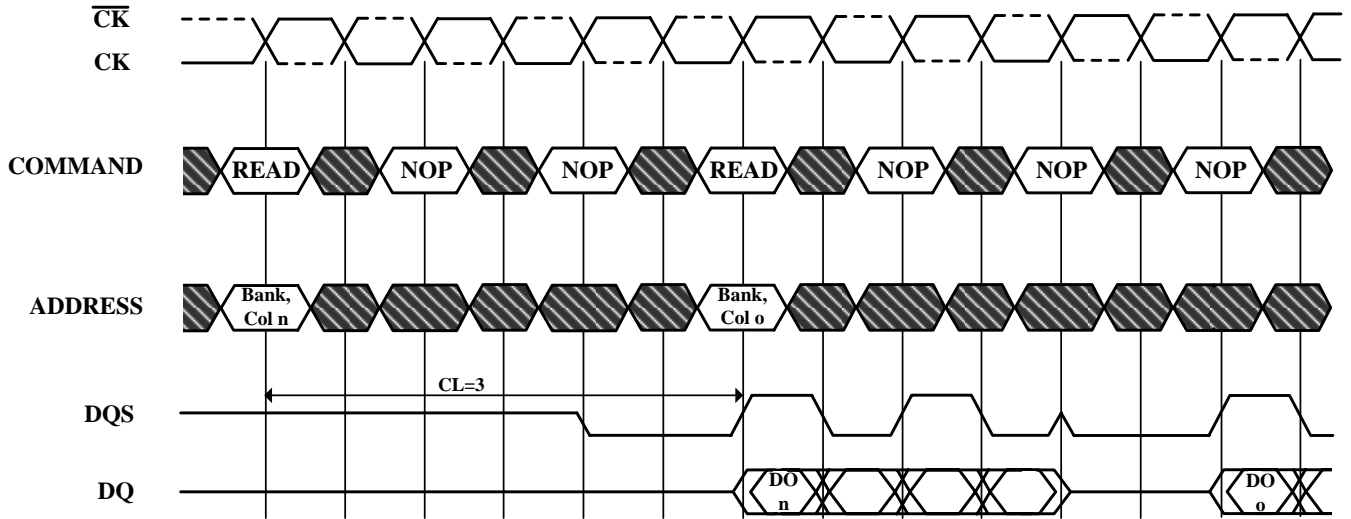 C̅K̅
CK
COMMAND
READ NOP NOP READ NOP NOP NOP
ADDRESS
Bank,
Col n
Bank,
Col o
CL=3
DQS
DQ
DO
n
DO
o